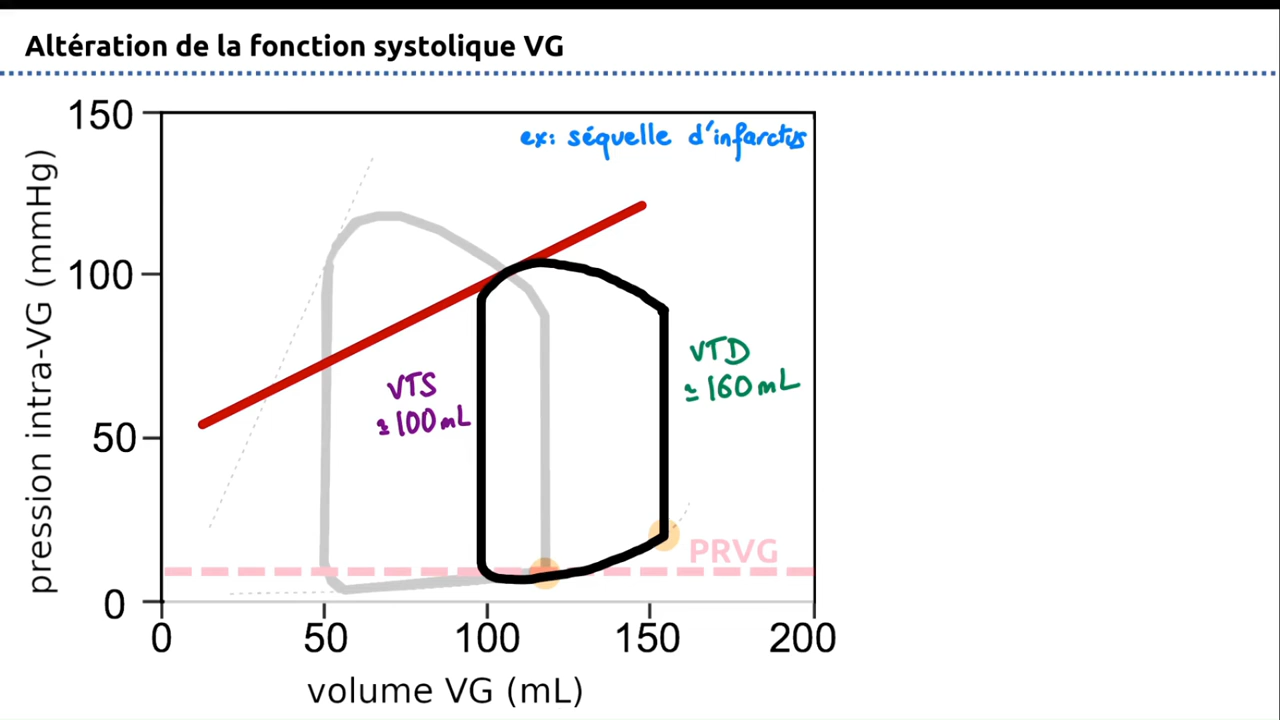 Altération de la fonction systolique VG
150
ex: séquelle d'infarctus
pression intra-VG (mmHg)
100
VTD
≃160mL
VTS
≃100mL
50
PRVG
0
0 50 100 150 200
volume VG (mL)